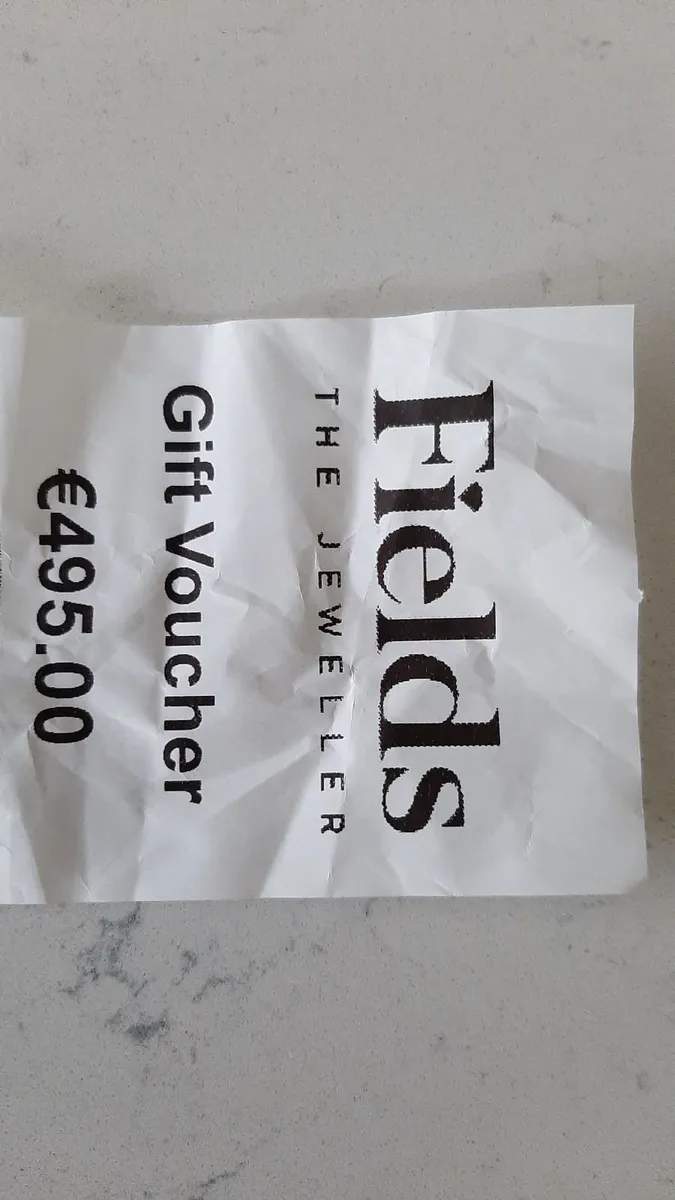 Fields
THE JEWELLER
Gift Voucher
€495.00